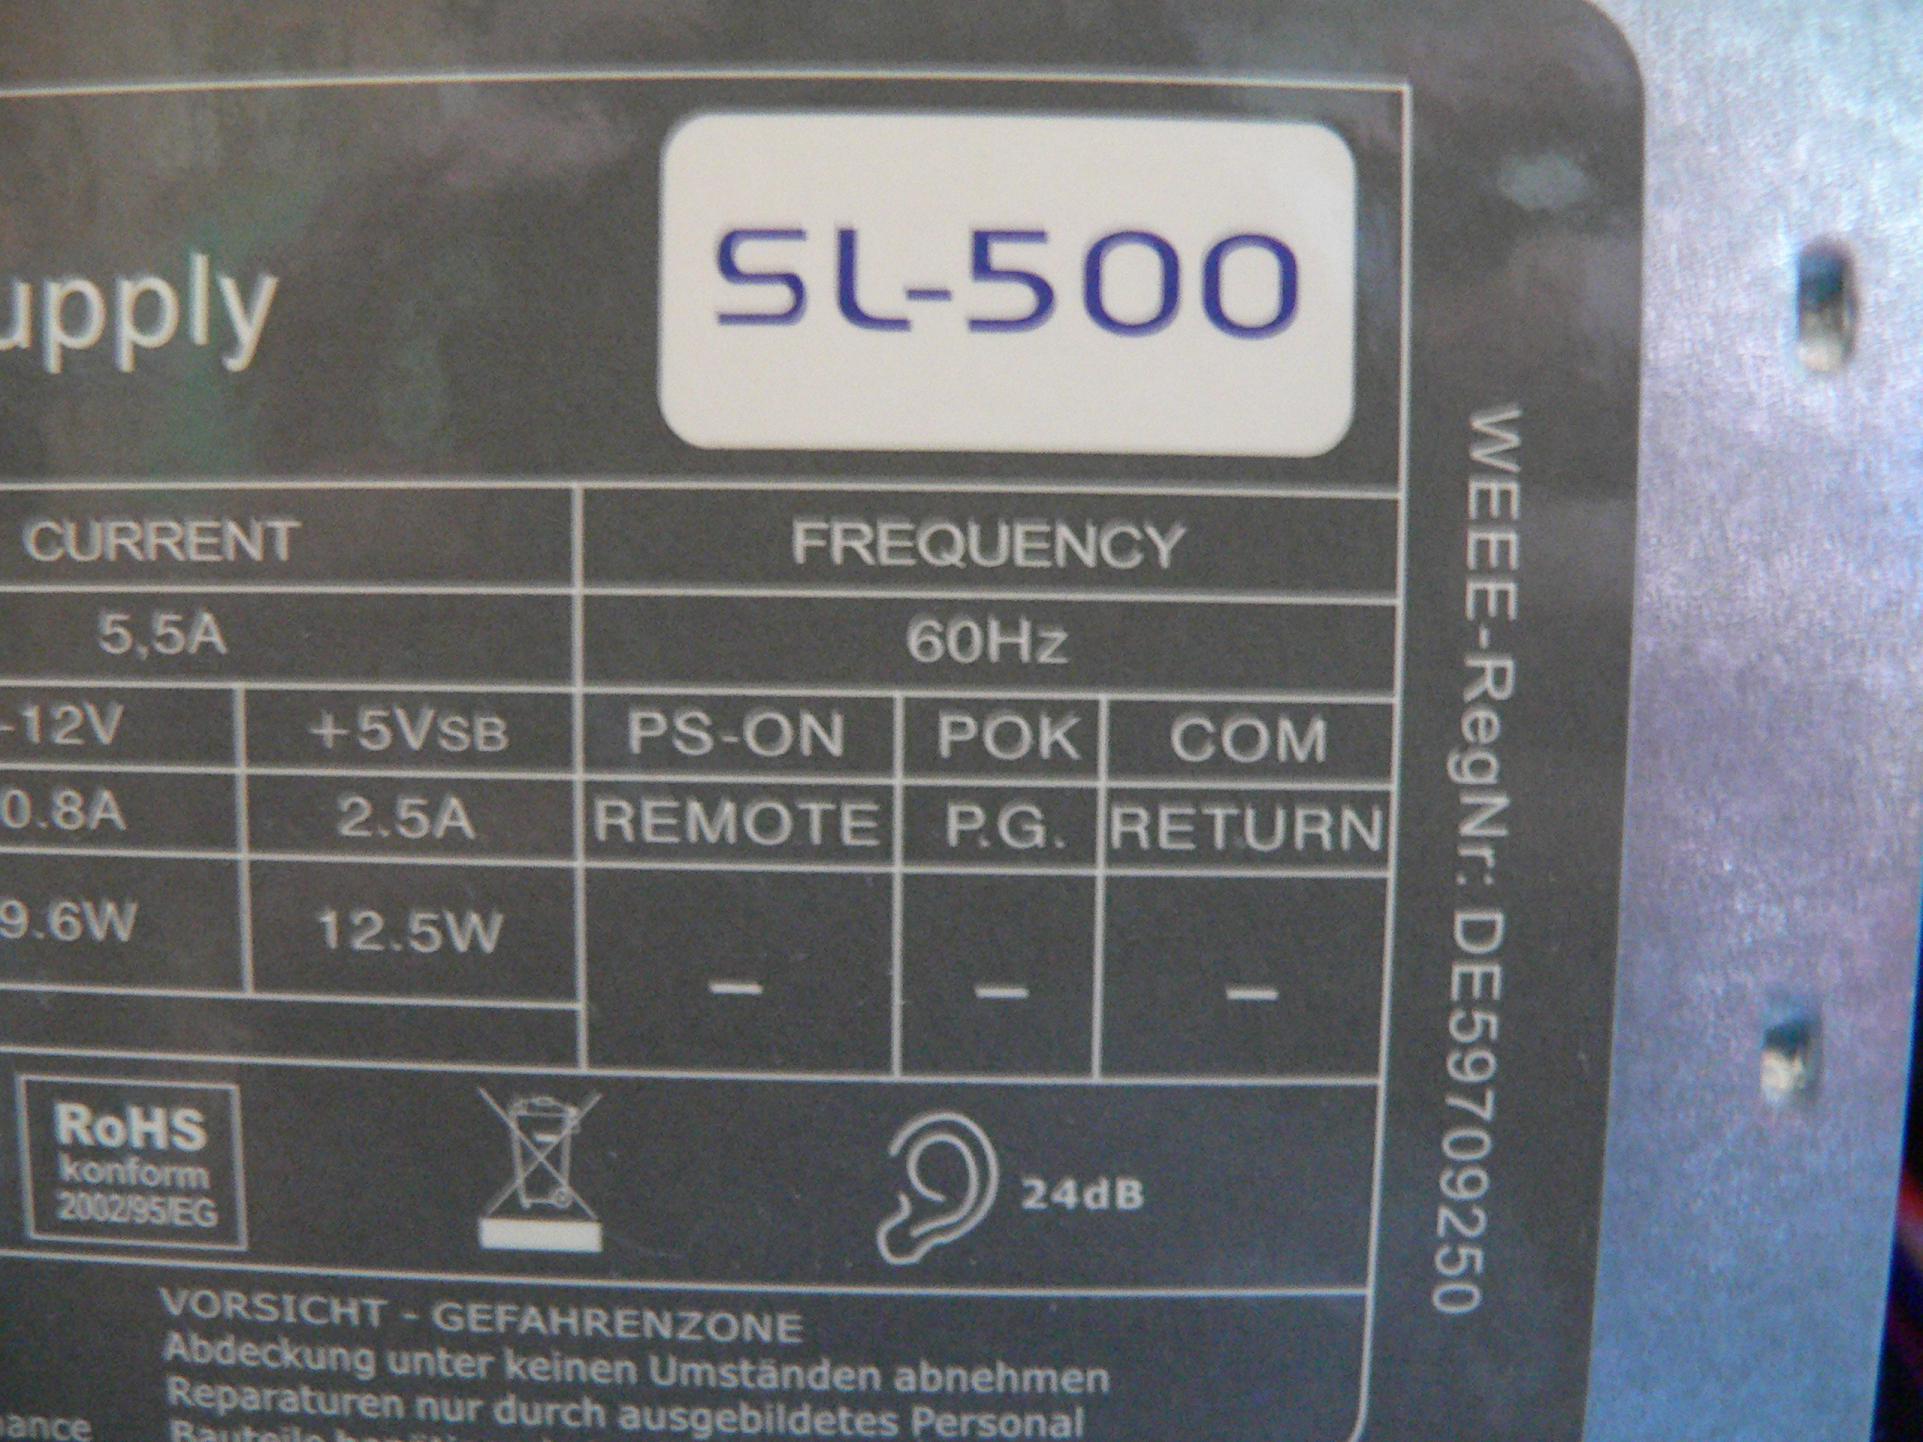 upply
SL-500
CURRENT FREQUENCY
5,5A 60Hz
-12V +5VSB PS-ON POK COM
0.8A 2.5A REMOTE P.G. RETURN
9.6W 12.5W
– – –
RoHS
konform
2002/95/EG
24dB
VORSICHT - GEFAHRENZONE
Abdeckung unter keinen Umständen abnehmen
Reparaturen nur durch ausgebildetes Personal
Bauteile
WEEE-RegNr: DE59709250